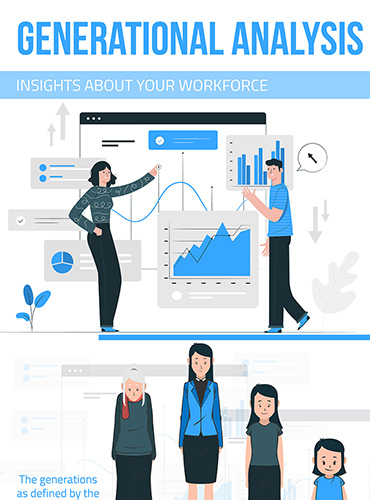 GENERATIONAL ANALYSIS
INSIGHTS ABOUT YOUR WORKFORCE
The generations
as defined by the